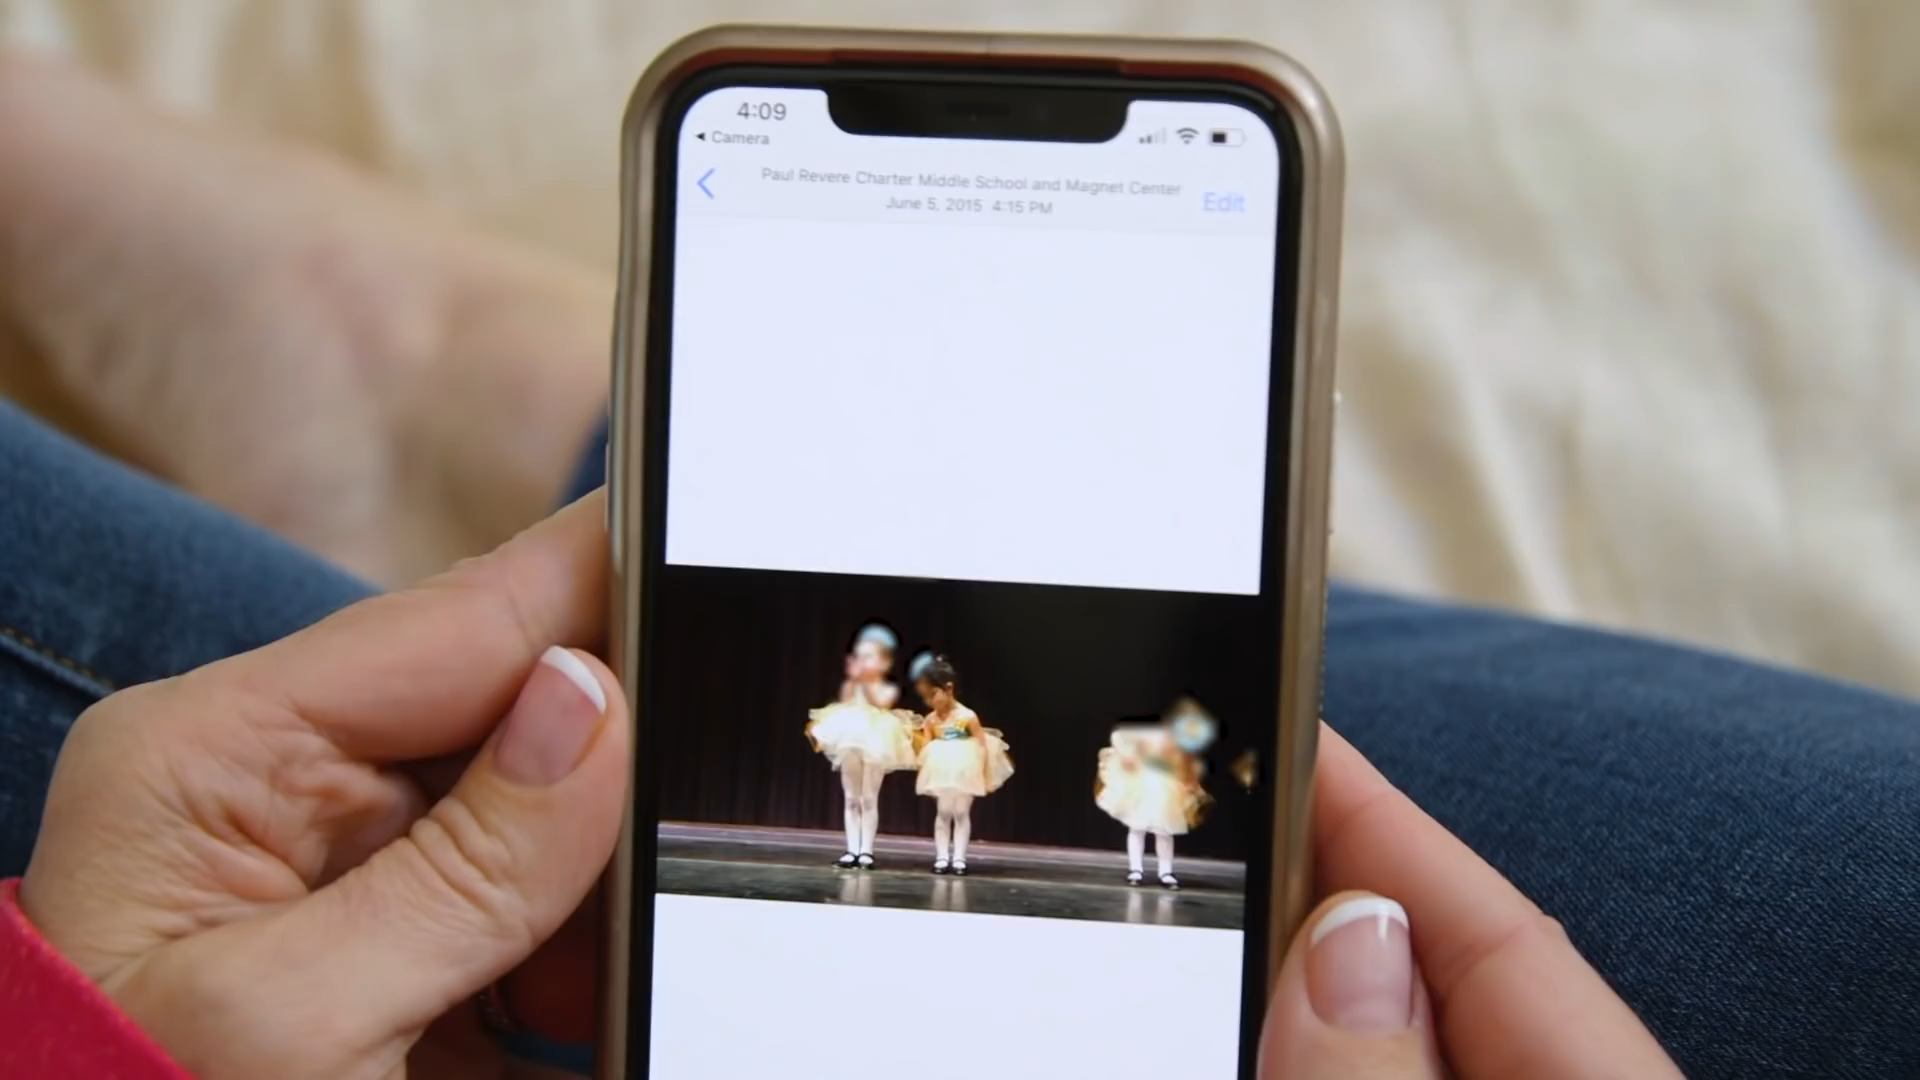 4:09
◀ Camera
Paul Revere Charter Middle School and Magnet Center
June 5, 2015 4:15 PM
Edit